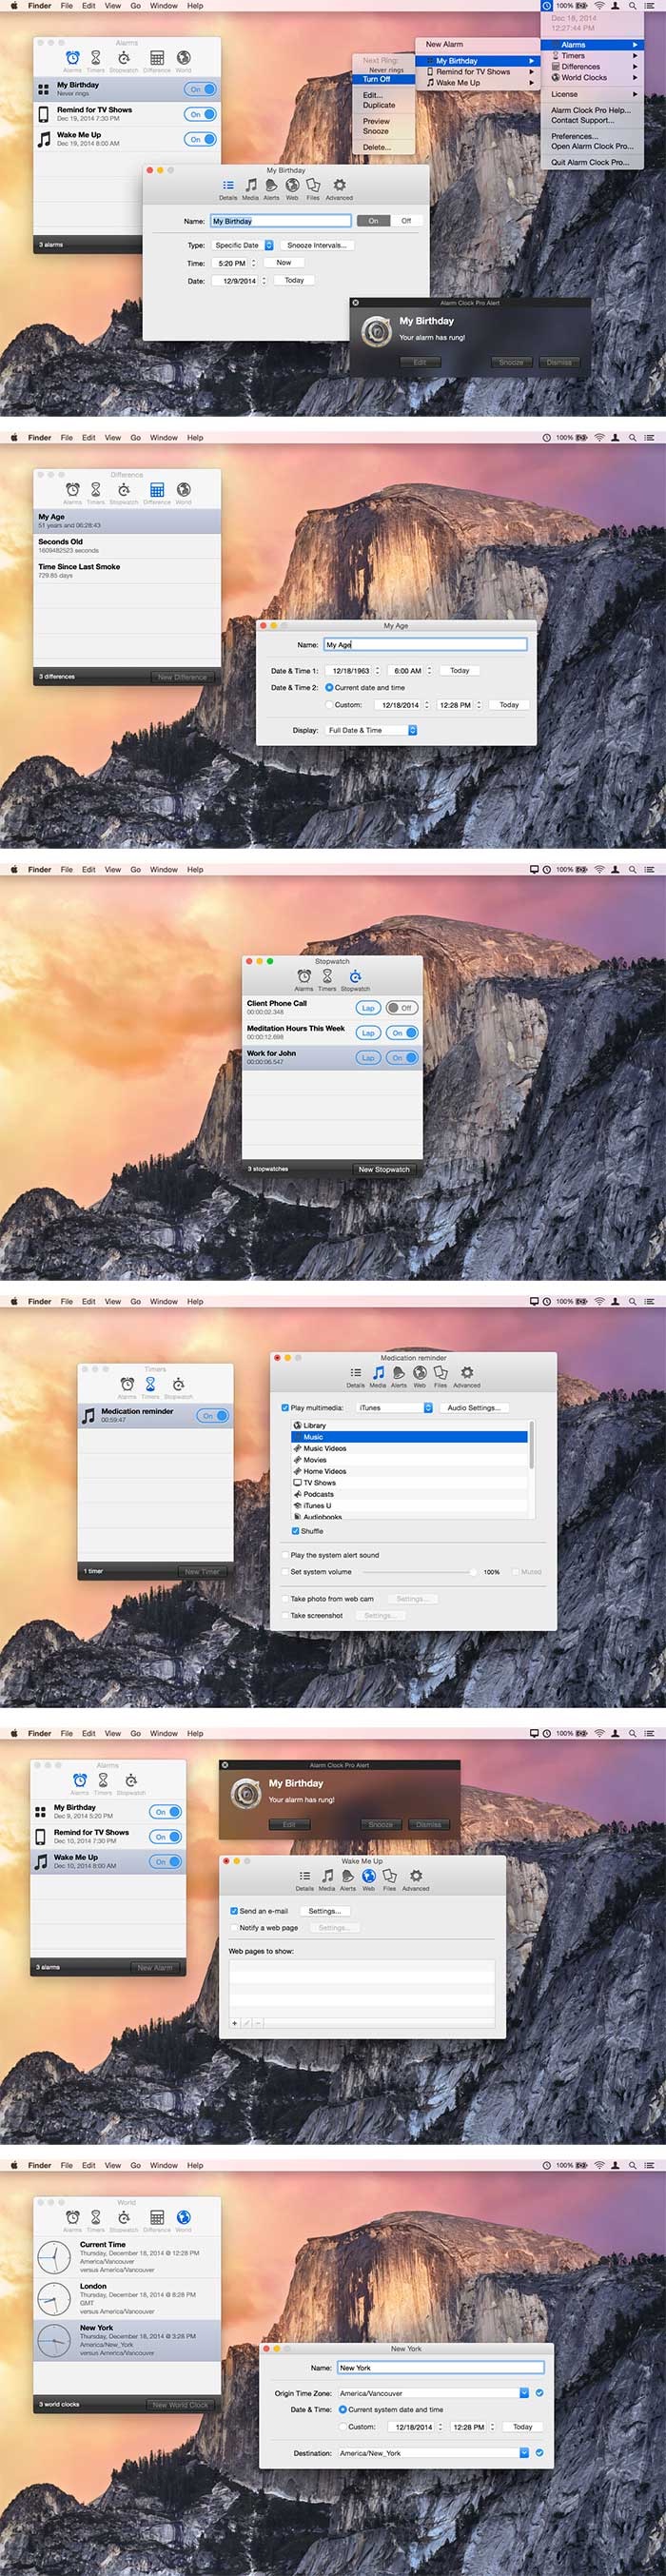 Finder File Edit View Go Window Help 100%
Dec 18, 2014
12:27:44 PM
Alarms
Timers
Differences
World Clocks
License
Alarm Clock Pro Help...
Contact Support...
Preferences...
Open Alarm Clock Pro...
Quit Alarm Clock Pro...
New Alarm
My Birthday
Remind for TV Shows
Wake Me Up
Next Ring:
Never rings
Turn Off
Edit...
Duplicate
Preview
Snooze
Delete...
Alarms
Alarms Timers Stopwatch Difference World
My Birthday
Never rings
On
Remind for TV Shows
Dec 19, 2014 7:30 PM
On
Wake Me Up
Dec 19, 2014 8:00 AM
On
3 alarms
My Birthday
Details Media Alerts Web Files Advanced
Name: My Birthday On Off
Type: Specific Date Snooze Intervals...
Time: 5:20 PM Now
Date: 12/9/2014 Today
Alarm Clock Pro Alert
My Birthday
Your alarm has rung!
Edit Snooze Dismiss
Finder File Edit View Go Window Help 100%
Difference
Alarms Timers Stopwatch Difference World
My Age
51 years and 06:28:43
Seconds Old
1609482523 seconds
Time Since Last Smoke
729.85 days
3 differences New Difference
My Age
Name: My Age
Date & Time 1: 12/18/1963 6:00 AM Today
Date & Time 2: Current date and time
Custom: 12/18/2014 12:28 PM Today
Display: Full Date & Time
Finder File Edit View Go Window Help 100%
Stopwatch
Alarms Timers Stopwatch
Client Phone Call
00:00:02.348
Lap Off
Meditation Hours This Week
00:00:12.698
Lap On
Work for John
00:00:06.547
Lap On
3 stopwatches New Stopwatch
Finder File Edit View Go Window Help 100%
Timers
Alarms Timers Stopwatch
Medication reminder
00:59:47
On
1 timer New Timer
Medication reminder
Details Media Alerts Web Files Advanced
Play multimedia: iTunes Audio Settings...
Library
Music
Music Videos
Movies
Home Videos
TV Shows
Podcasts
iTunes U
Audiobooks
Shuffle
Play the system alert sound
Set system volume 100% Muted
Take photo from web cam Settings...
Take screenshot Settings...
Finder File Edit View Go Window Help 100%
Alarms
Alarms Timers Stopwatch
My Birthday
Dec 9, 2014 5:20 PM
On
Remind for TV Shows
Dec 10, 2014 7:30 PM
On
Wake Me Up
Dec 10, 2014 8:00 AM
On
3 alarms New Alarm
Alarm Clock Pro Alert
My Birthday
Your alarm has rung!
Edit Snooze Dismiss
Wake Me Up
Details Media Alerts Web Files Advanced
Send an e-mail Settings...
Notify a web page Settings...
Web pages to show:
Finder File Edit View Go Window Help 100%
World
Alarms Timers Stopwatch Difference World
Current Time
Thursday, December 18, 2014 @ 12:28 PM
America/Vancouver
versus America/Vancouver
London
Thursday, December 18, 2014 @ 8:28 PM
GMT
versus America/Vancouver
New York
Thursday, December 18, 2014 @ 3:28 PM
America/New_York
versus America/Vancouver
3 world clocks New World Clock
New York
Name: New York
Origin Time Zone: America/Vancouver
Date & Time: Current system date and time
Custom: 12/18/2014 12:28 PM Today
Destination: America/New_York